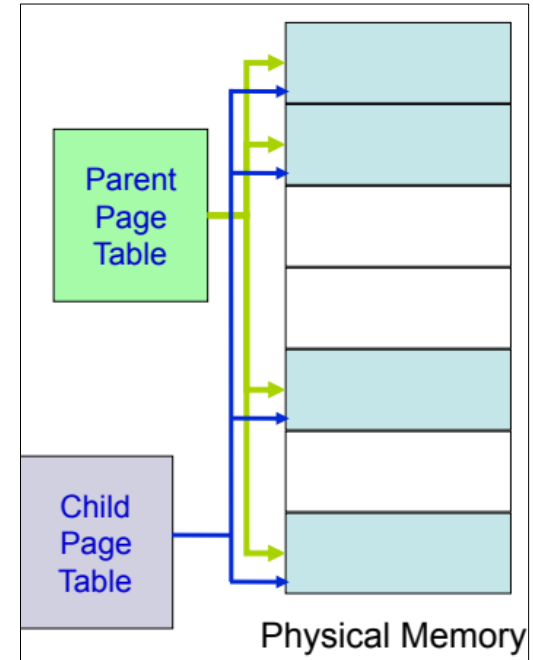 Parent
Page
Table
Child
Page
Table
Physical Memory